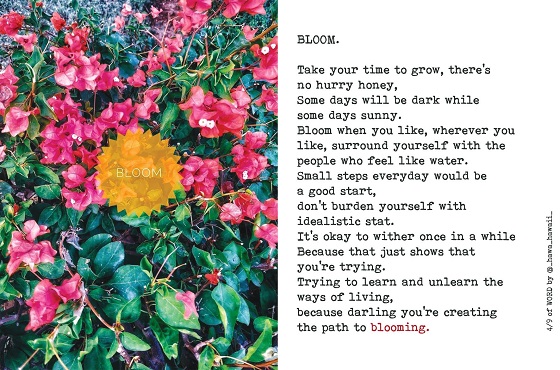 BLOOM
BLOOM.
Take your time to grow, there's
no hurry honey,
Some days will be dark while
some days sunny.
Bloom when you like, wherever you
like, surround yourself with the
people who feel like water.
Small steps everyday would be
a good start,
don't burden yourself with
idealistic stat.
It's okay to wither once in a while
Because that just shows that
you're trying.
Trying to learn and unlearn the
ways of living,
because darling you're creating
the path to blooming.
4/9 of WORD by @_hawa_hawaii_